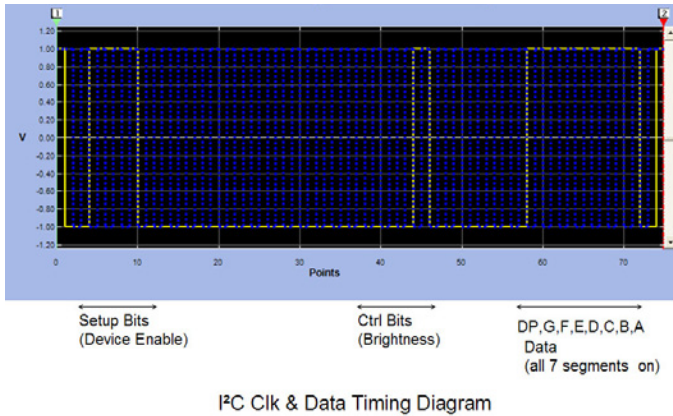 1
2
1.20
1.00
0.80
0.60
0.40
0.20
0.00
-0.20
-0.40
-0.60
-0.80
-1.00
-1.20
V
0 10 20 30 40 50 60 70
Points
Setup Bits
(Device Enable)
Ctrl Bits
(Brightness)
DP,G,F,E,D,C,B,A
Data
(all 7 segments on)
I²C Clk & Data Timing Diagram